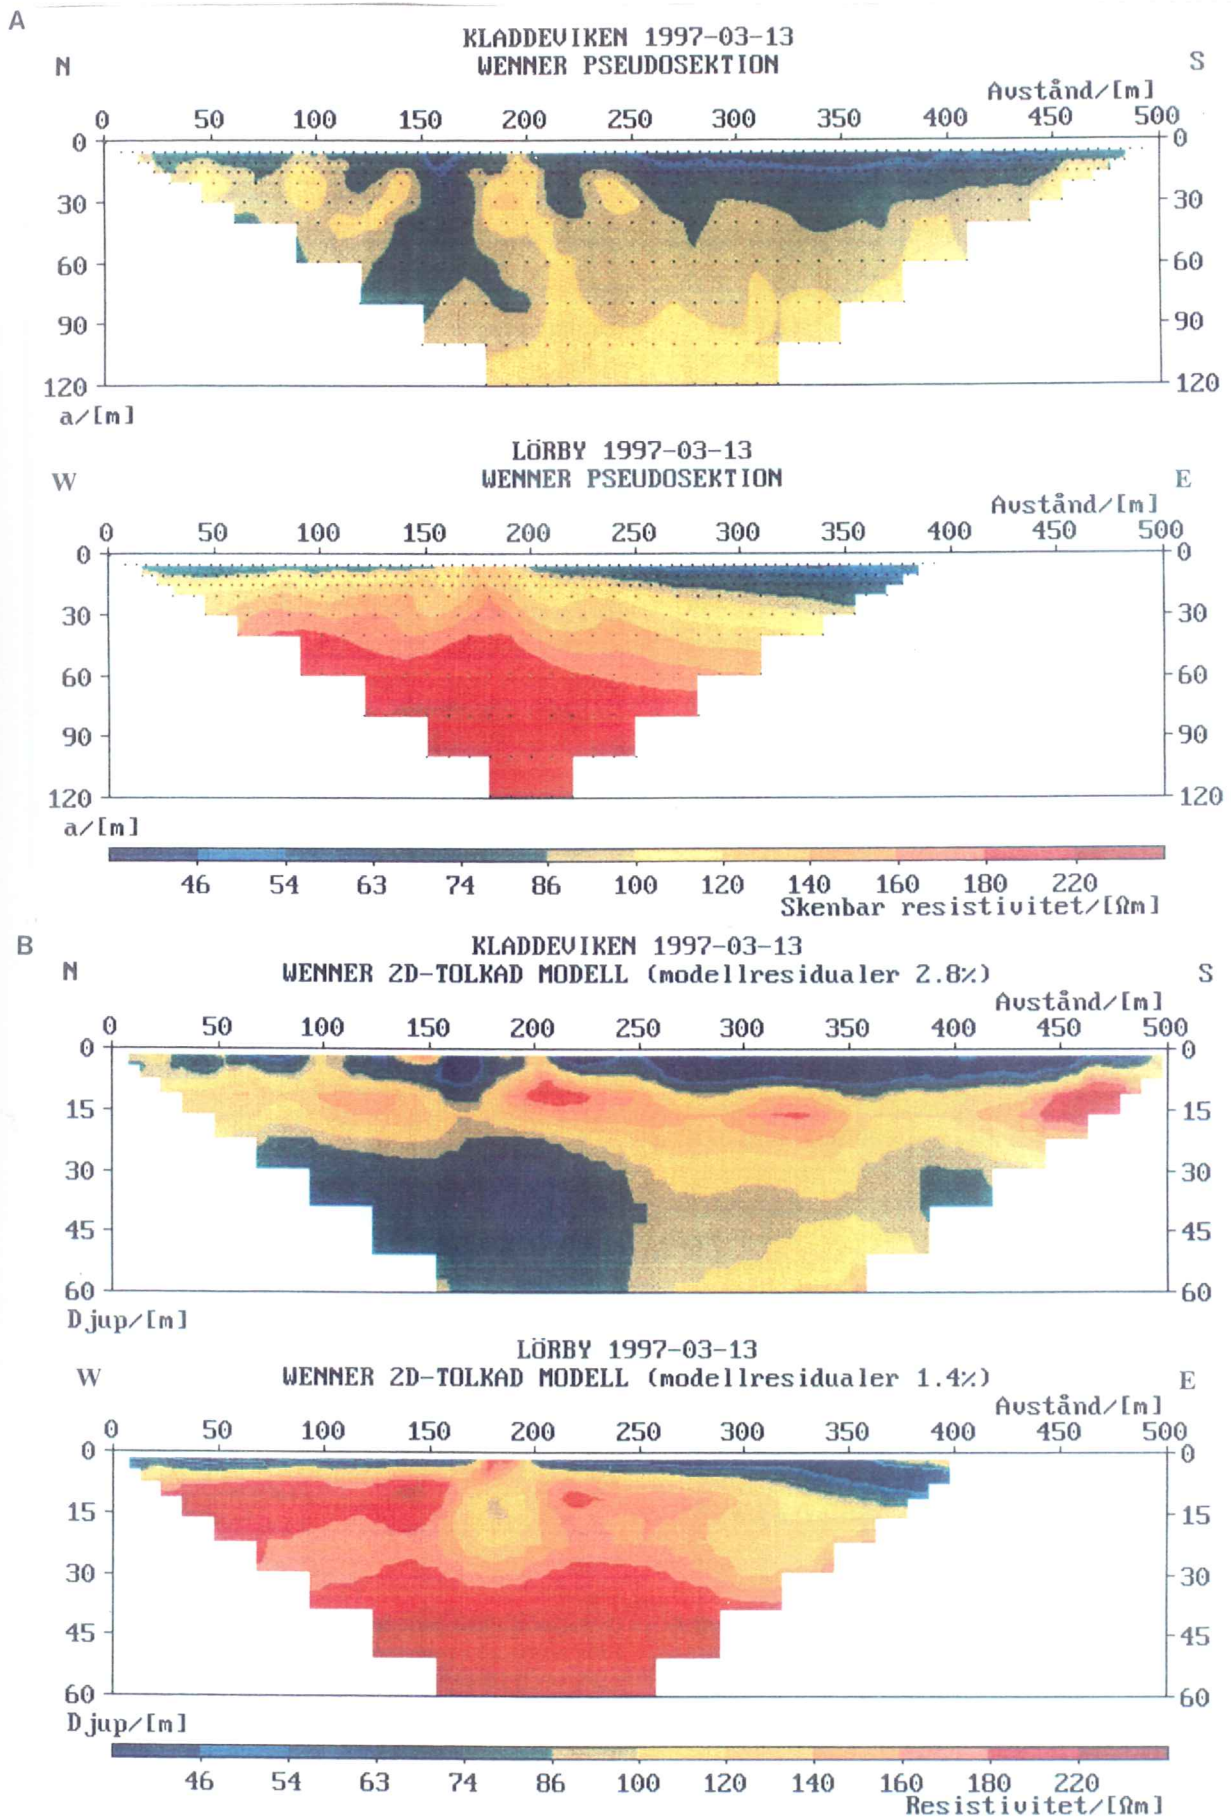 A
KLADDEVIKEN 1997-03-13
N WENNER PSEUDOSEKTION S
Avstånd/[m]
0 50 100 150 200 250 300 350 400 450 500
0 0
30 30
60 60
90 90
120 120
a/[m]
LÖRBY 1997-03-13
W WENNER PSEUDOSEKTION E
Avstånd/[m]
0 50 100 150 200 250 300 350 400 450 500
0 0
30 30
60 60
90 90
120 120
a/[m]
46 54 63 74 86 100 120 140 160 180 220
Skenbar resistivitet/[Ωm]
B
KLADDEVIKEN 1997-03-13
N WENNER 2D-TOLKAD MODELL (modellresidualer 2.8%) S
Avstånd/[m]
0 50 100 150 200 250 300 350 400 450 500
0 0
15 15
30 30
45 45
60 60
Djup/[m]
LÖRBY 1997-03-13
W WENNER 2D-TOLKAD MODELL (modellresidualer 1.4%) E
Avstånd/[m]
0 50 100 150 200 250 300 350 400 450 500
0 0
15 15
30 30
45 45
60 60
Djup/[m]
46 54 63 74 86 100 120 140 160 180 220
Resistivitet/[Ωm]